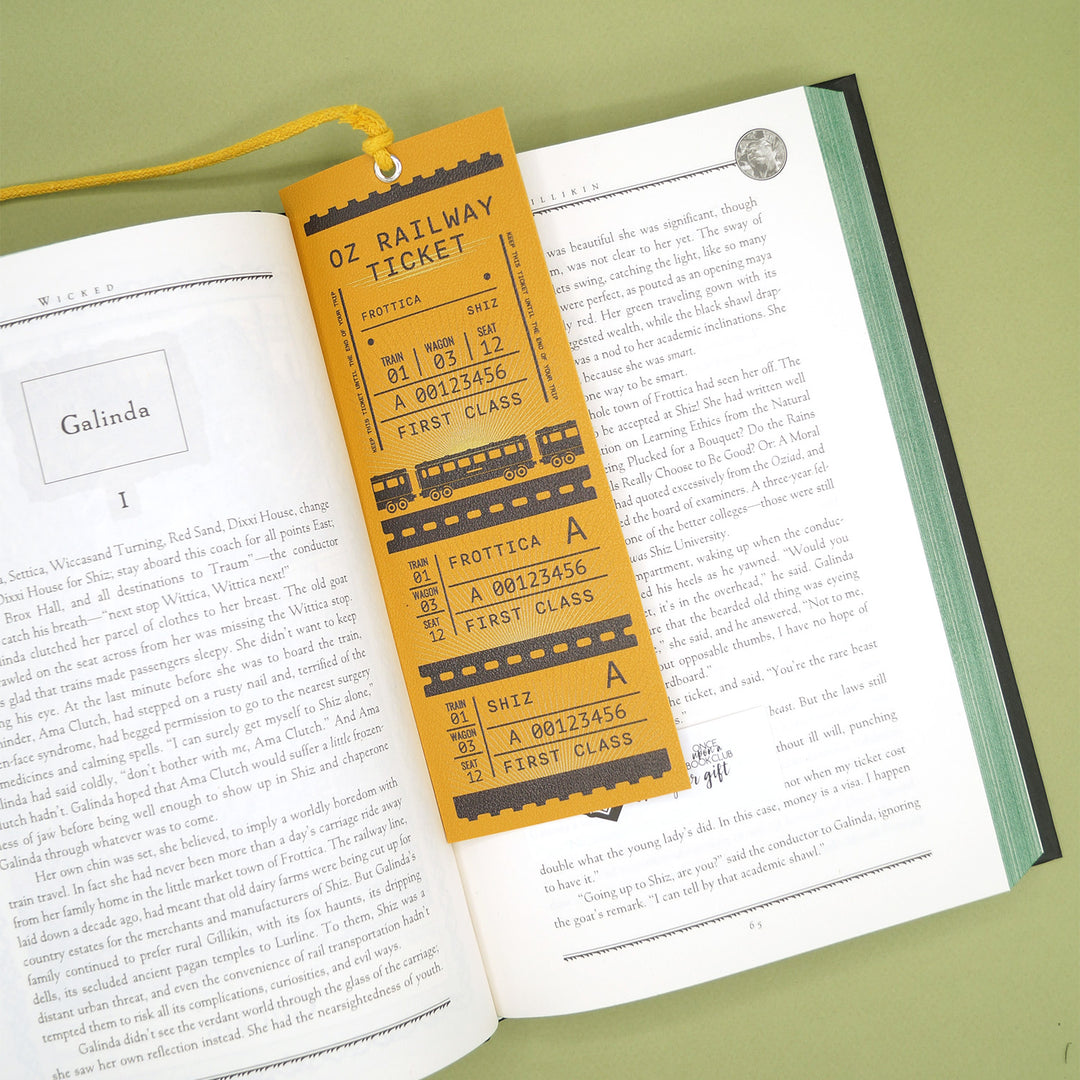 WICKED
Galinda
I
Settica, Wiccasand Turning, Red Sand, Dixxi House, change
Dixxi House for Shiz; stay aboard this coach for all points East;
Brox Hall, and all destinations to Traum"—the conductor
catch his breath—"next stop Wittica, Wittica next!"
clutched her parcel of clothes to her breast. The old goat
on the seat across from her was missing the Wittica stop.
glad that trains made passengers sleepy. She didn't want to keep
his eye. At the last minute before she was to board the train,
Ama Clutch, had stepped on a rusty nail and, terrified of the
syndrome, had begged permission to go to the nearest surgery
medicines and calming spells. "I can surely get myself to Shiz alone,"
had said coldly, "don't bother with me, Ama Clutch." And Ama
hadn't. Galinda hoped that Ama Clutch would suffer a little frozen-
of jaw before being well enough to show up in Shiz and chaperone
Galinda through whatever was to come.
Her own chin was set, she believed, to imply a worldly boredom with
train travel. In fact she had never been more than a day's carriage ride away
from her family home in the little market town of Frottica. The railway line,
laid down a decade ago, had meant that old dairy farms were being cut up for
country estates for the merchants and manufacturers of Shiz. But Galinda's
family continued to prefer rural Gillikin, with its fox haunts, its dripping
dells, its secluded ancient pagan temples to Lurline. To them, Shiz was a
distant urban threat, and even the convenience of rail transportation hadn't
tempted them to risk all its complications, curiosities, and evil ways.
Galinda didn't see the verdant world through the glass of the carriage;
she saw her own reflection instead. She had the nearsightedness of youth.
OZ RAILWAY
TICKET
KEEP THIS TICKET UNTIL THE END OF YOUR TRIP
KEEP THIS TICKET UNTIL THE END OF YOUR TRIP
FROTTICA
SHIZ
TRAIN WAGON SEAT
01 03 12
A 00123456
FIRST CLASS
TRAIN
01
WAGON
03
SEAT
12
FROTTICA A
A 00123456
FIRST CLASS
TRAIN
01
WAGON
03
SEAT
12
SHIZ A
A 00123456
FIRST CLASS
was beautiful she was significant, though
was not clear to her yet. The sway of
swing, catching the light, like so many
were perfect, as pouted as an opening maya
red. Her green traveling gown with its
wealth, while the black shawl drap-
was a nod to her academic inclinations. She
because she was smart.
one way to be smart.
town of Frottica had seen her off. The
to be accepted at Shiz! She had written well
on Learning Ethics from the Natural
Plucked for a Bouquet? Do the Rains
Really Choose to Be Good? Or: A Moral
had quoted excessively from the Oziad, and
the board of examiners. A three-year fel-
one of the better colleges—those were still
Shiz University.
waking up when the conduc-
his heels as he yawned. "Would you
it's in the overhead," he said. Galinda
that the bearded old thing was eyeing
she said, and he answered, "Not to me,
but opposable thumbs, I have no hope of
the ticket, and said. "You're the rare beast
But the laws still
ill will, punching
not when my ticket cost
ONCE
upon a
BOOK CLUB
gift
double what the young lady's did. In this case, money is a visa. I happen
to have it."
"Going up to Shiz, are you?" said the conductor to Galinda, ignoring
the goat's remark. "I can tell by that academic shawl."
65